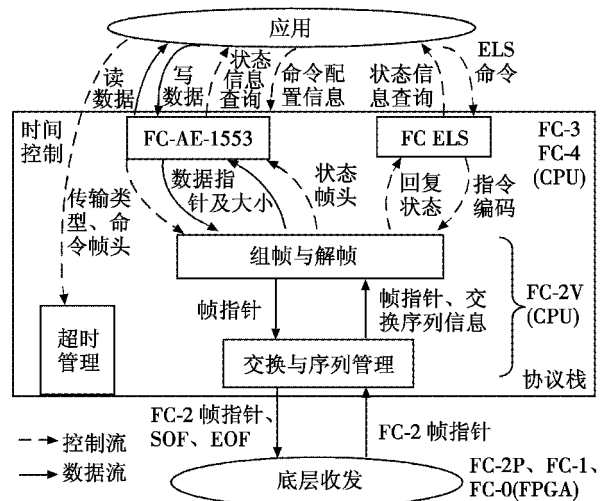 应用
读
数据
写
数据
状态
信息
查询
命令配
置信息
状态信
息查询
ELS
命令
时间
控制
FC-AE-1553
FC ELS
FC-3
FC-4
(CPU)
传输类
型、命
令帧头
数据指
针及大小
状态
帧头
回复
状态
指令
编码
组帧与解帧
帧指针
帧指针、交
换序列信息
FC-2V
(CPU)
超时
管理
交换与序列管理
协议栈
FC-2 帧指针、
SOF、EOF
FC-2 帧指针
控制流
数据流
底层收发
FC-2P、FC-1、
FC-0(FPGA)